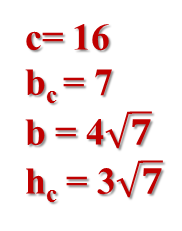 c= 16
b_c = 7
b = 4√7
h_c = 3√7